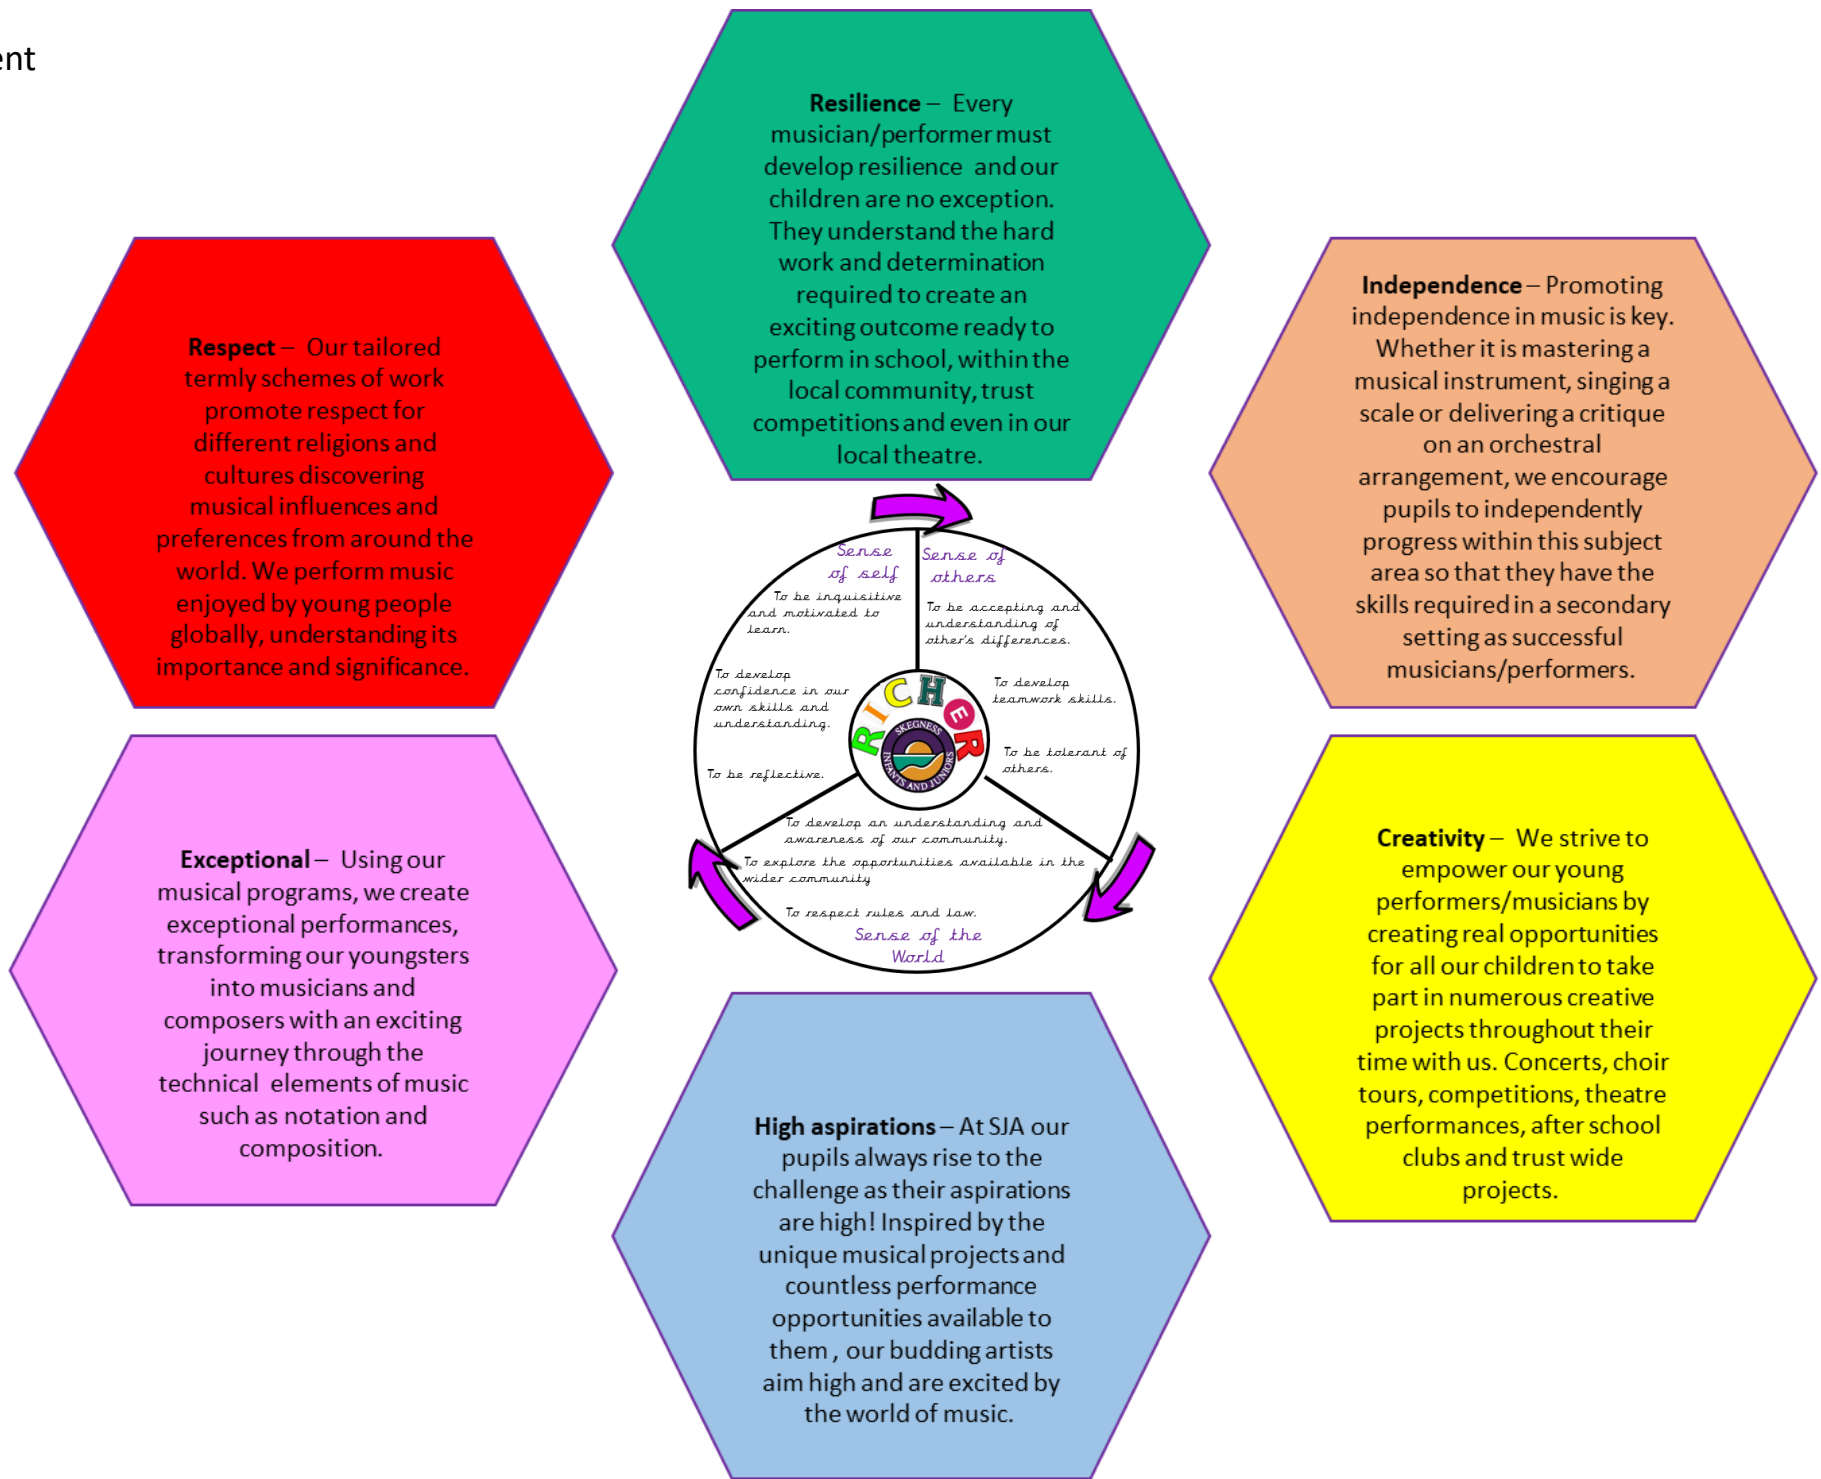 ent
Resilience – Every
musician/performer must
develop resilience and our
children are no exception.
They understand the hard
work and determination
required to create an
exciting outcome ready to
perform in school, within the
local community, trust
competitions and even in our
local theatre.
Independence – Promoting
independence in music is key.
Whether it is mastering a
musical instrument, singing a
scale or delivering a critique
on an orchestral
arrangement, we encourage
pupils to independently
progress within this subject
area so that they have the
skills required in a secondary
setting as successful
musicians/performers.
Creativity – We strive to
empower our young
performers/musicians by
creating real opportunities
for all our children to take
part in numerous creative
projects throughout their
time with us. Concerts, choir
tours, competitions, theatre
performances, after school
clubs and trust wide
projects.
High aspirations – At SJA our
pupils always rise to the
challenge as their aspirations
are high! Inspired by the
unique musical projects and
countless performance
opportunities available to
them , our budding artists
aim high and are excited by
the world of music.
Exceptional – Using our
musical programs, we create
exceptional performances,
transforming our youngsters
into musicians and
composers with an exciting
journey through the
technical elements of music
such as notation and
composition.
Respect – Our tailored
termly schemes of work
promote respect for
different religions and
cultures discovering
musical influences and
preferences from around the
world. We perform music
enjoyed by young people
globally, understanding its
importance and significance.
Sense
of self
To be inquisitive
and motivated to
learn.
To develop
confidence in our
own skills and
understanding.
To be reflective.
Sense of
others
To be accepting and
understanding of
other's differences.
To develop
teamwork skills.
To be tolerant of
others.
To develop an understanding and
awareness of our community.
To explore the opportunities available in the
wider community
To respect rules and law.
Sense of the
World
RICHER
SKEGNESS
INFANTS AND JUNIORS